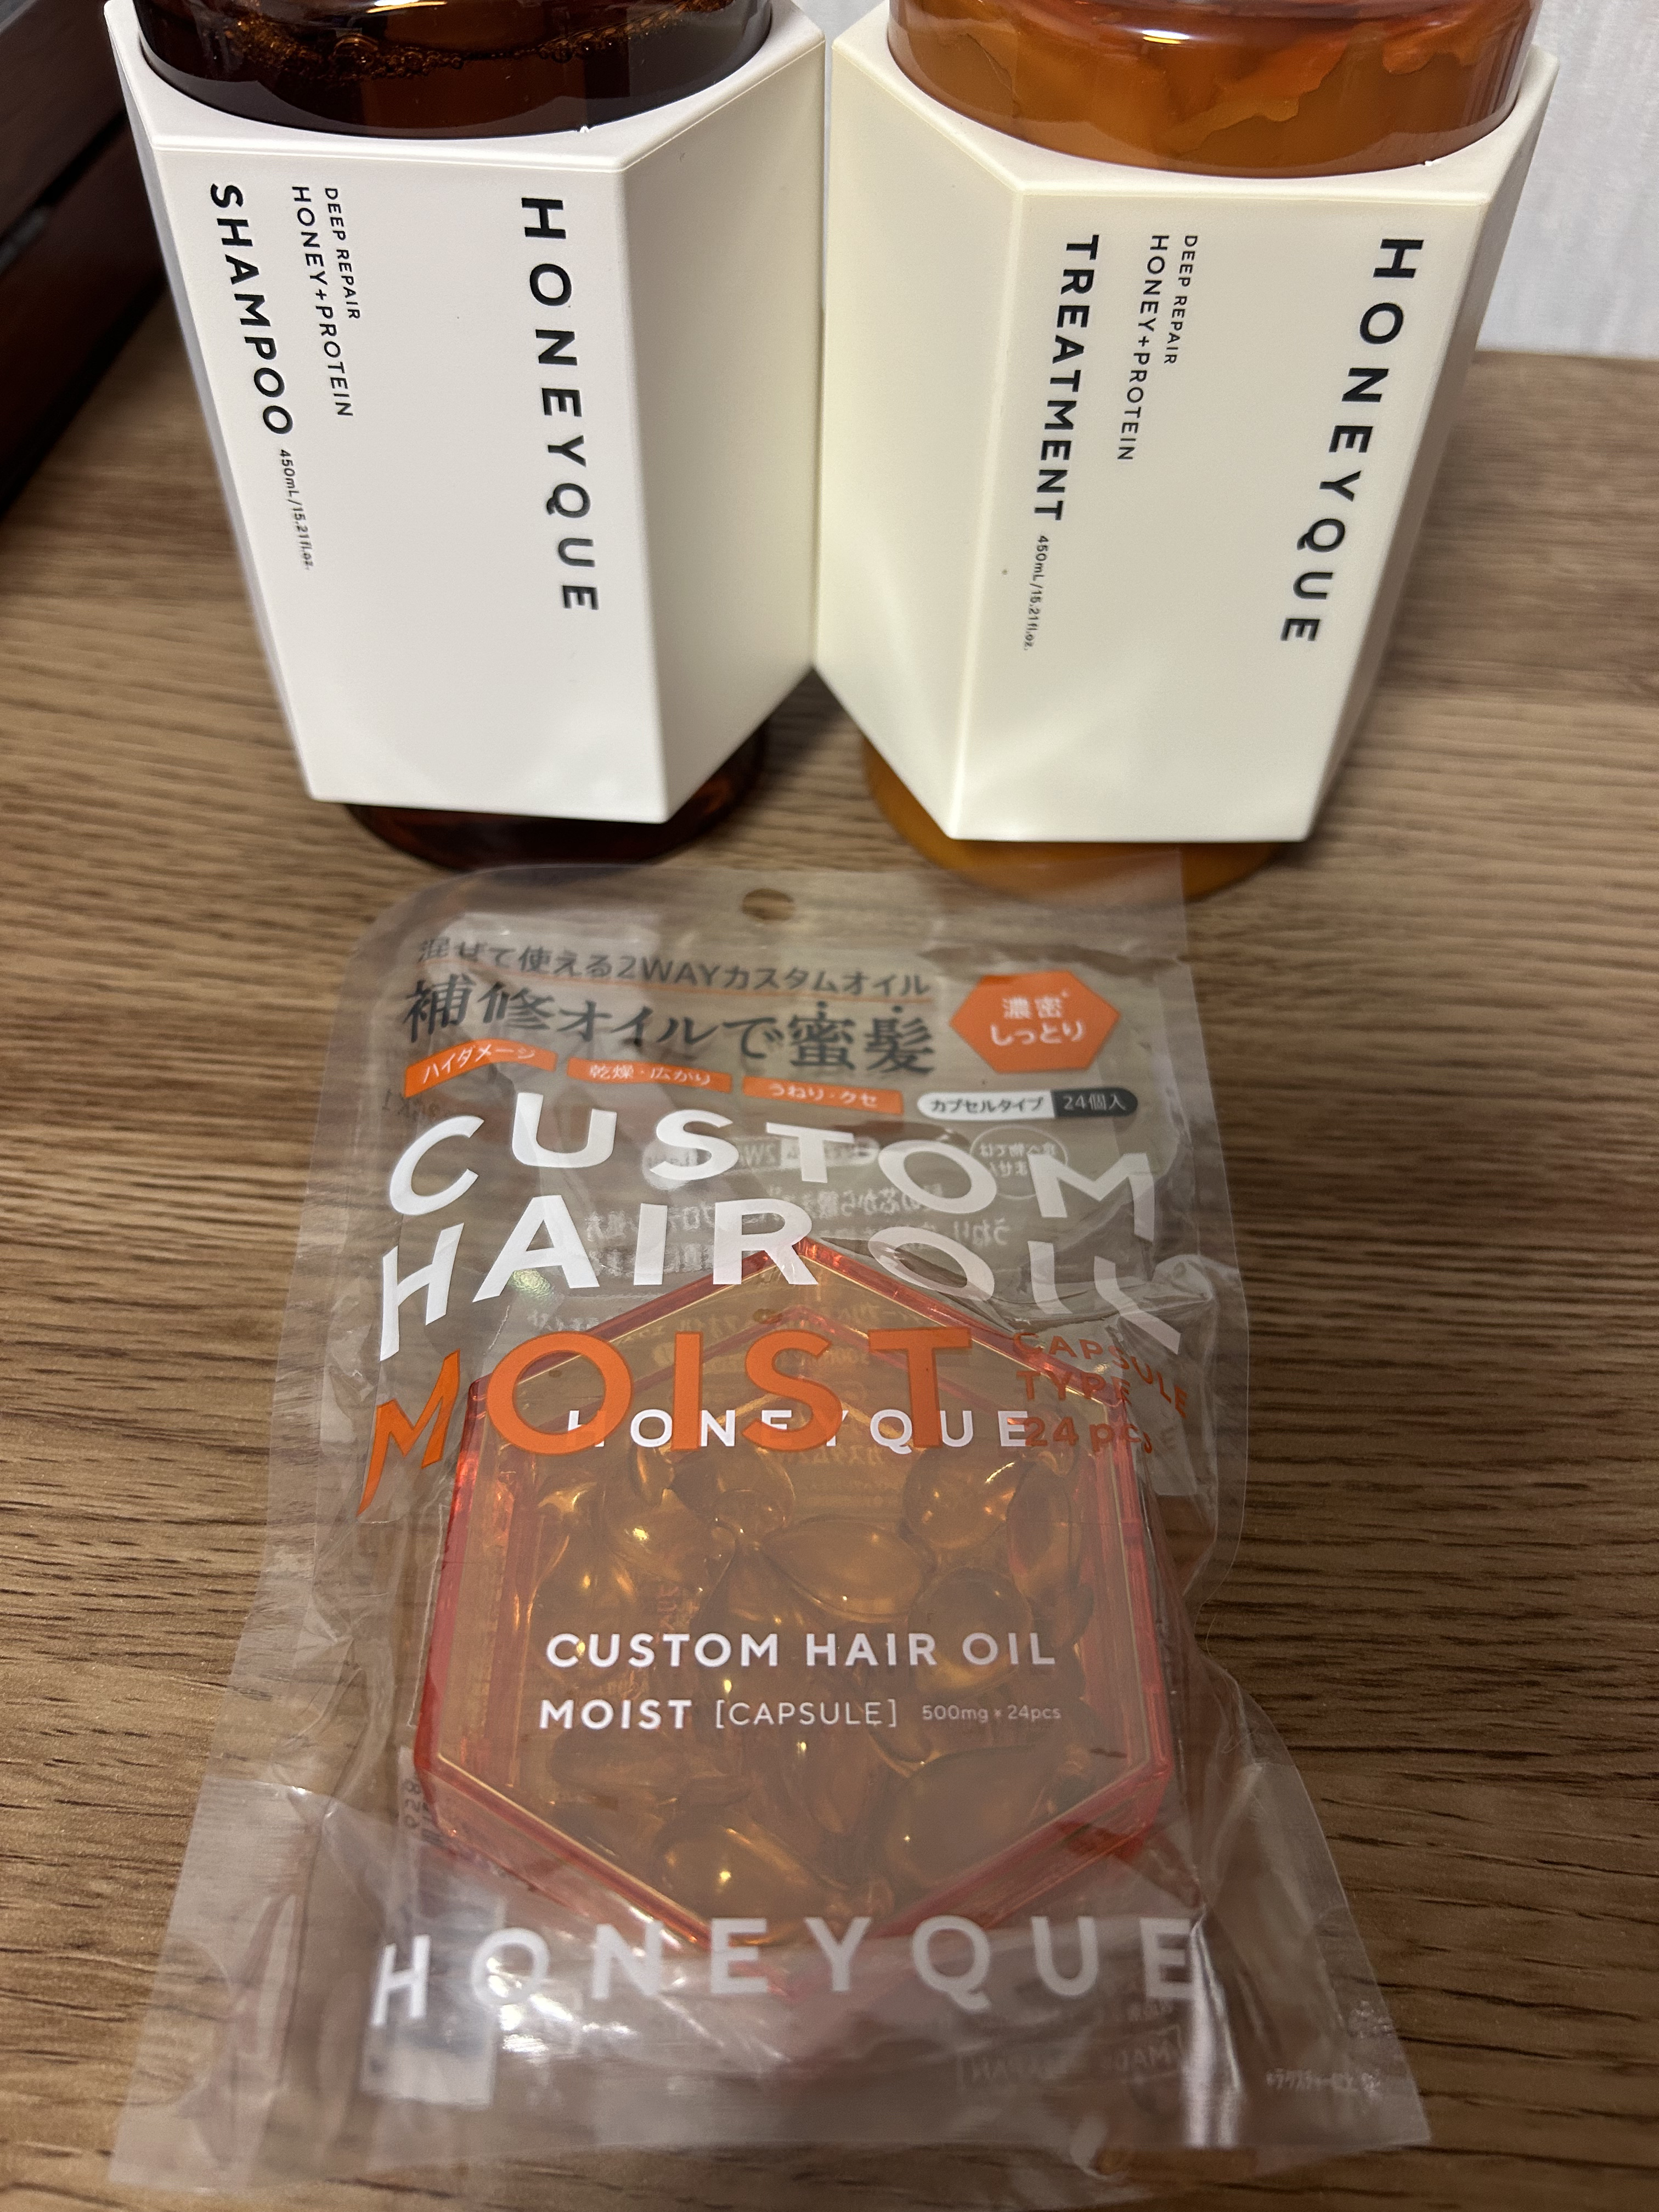 HONEYQUE
DEEP REPAIR
HONEY+PROTEIN
SHAMPOO 450mL/15.21fl.oz.
HONEYQUE
DEEP REPAIR
HONEY+PROTEIN
TREATMENT 450mL/15.21fl.oz.
混ぜて使える2WAYカスタムオイル
補修オイルで蜜髪
濃密
しっとり
ハイダメージ 乾燥・広がり うねり・クセ
カプセルタイプ 24個入
CUSTOM
HAIR OIL
MOIST
CAPSULE
TYPE
24pcs
HONEYQUE
CUSTOM HAIR OIL
MOIST [CAPSULE] 500mg×24pcs
HONEYQUE